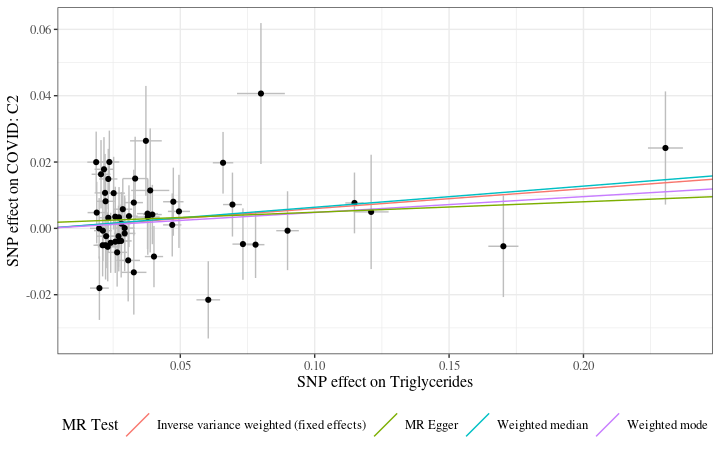 0.06
0.04
0.02
0.00
-0.02
SNP effect on COVID: C2
0.05 0.10 0.15 0.20
SNP effect on Triglycerides
MR Test Inverse variance weighted (fixed effects) MR Egger Weighted median Weighted mode